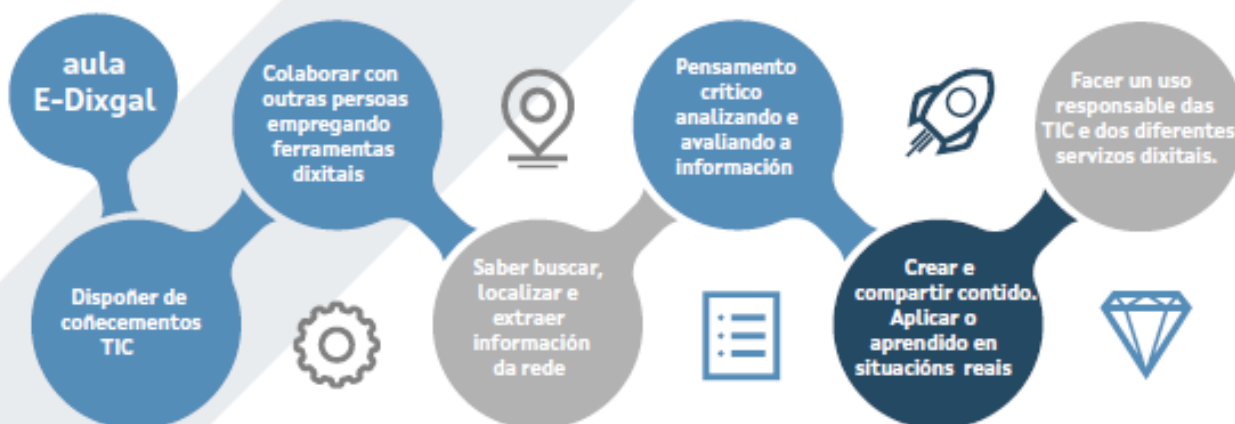 aula
E-Dixgal
Dispoñer de
coñecementos
TIC
Colaborar con
outras persoas
empregando
ferramentas
dixitais
Saber buscar,
localizar e
extraer
información
da rede
Pensamento
crítico
analizando e
avaliando a
información
Crear e
compartir contido.
Aplicar o
aprendido en
situacións reais
Facer un uso
responsable das
TIC e dos diferentes
servizos dixitais.